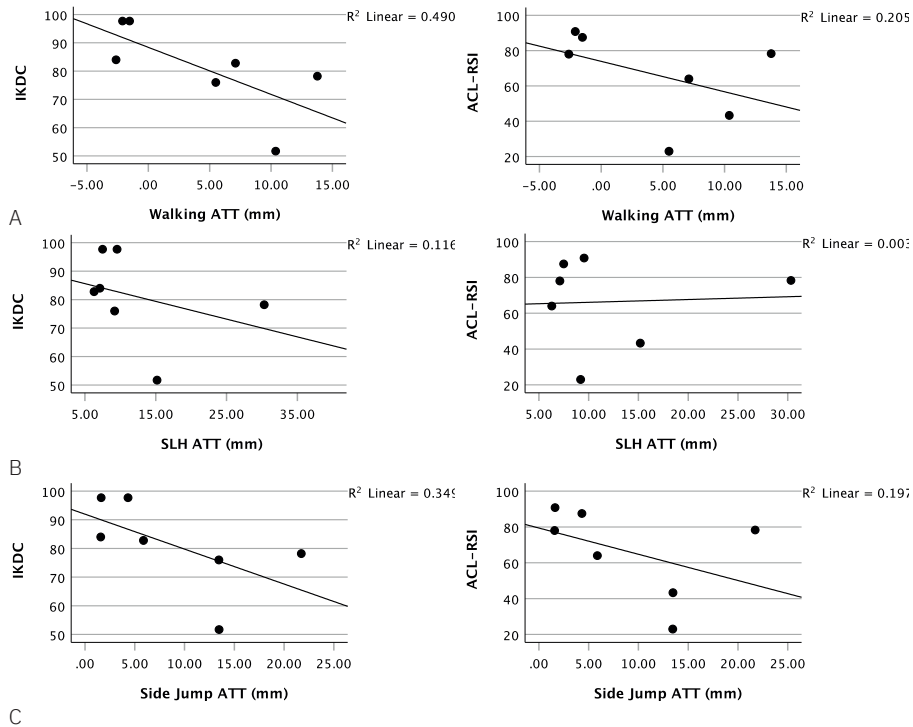 R² Linear = 0.490
100
90
80
70
60
50
IKDC
-5.00 .00 5.00 10.00 15.00
Walking ATT (mm)
R² Linear = 0.205
100
80
60
40
20
ACL-RSI
-5.00 .00 5.00 10.00 15.00
Walking ATT (mm)
A
R² Linear = 0.116
100
90
80
70
60
50
IKDC
5.00 15.00 25.00 35.00
SLH ATT (mm)
R² Linear = 0.003
100
80
60
40
20
ACL-RSI
5.00 10.00 15.00 20.00 25.00 30.00
SLH ATT (mm)
B
R² Linear = 0.349
100
90
80
70
60
50
IKDC
.00 5.00 10.00 15.00 20.00 25.00
Side Jump ATT (mm)
R² Linear = 0.197
100
80
60
40
20
ACL-RSI
.00 5.00 10.00 15.00 20.00 25.00
Side Jump ATT (mm)
C